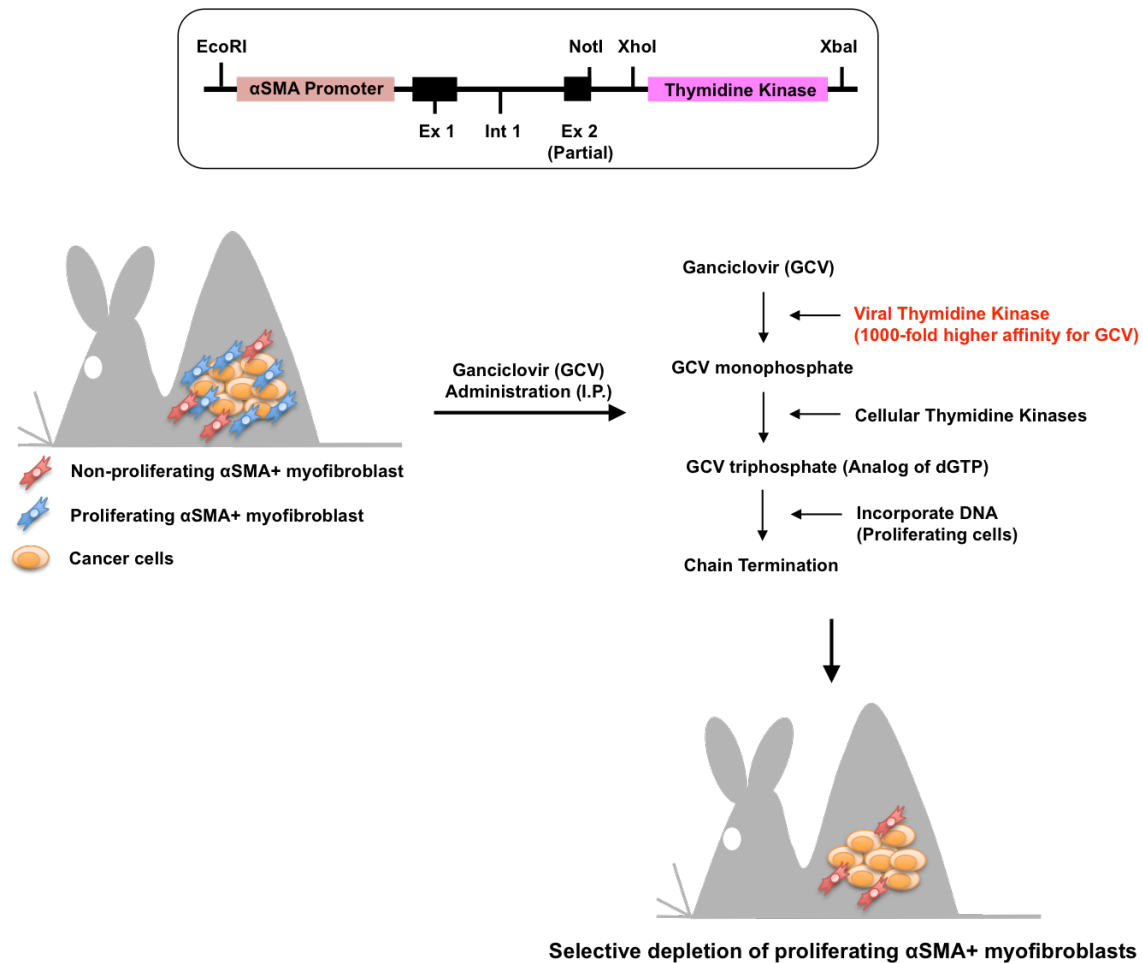 EcoRI
NotI
XhoI
XbaI
αSMA Promoter
Thymidine Kinase
Ex 1
Int 1
Ex 2
(Partial)
Ganciclovir (GCV)
Administration (I.P.)
Non-proliferating αSMA+ myofibroblast
Proliferating αSMA+ myofibroblast
Cancer cells
Ganciclovir (GCV)
Viral Thymidine Kinase
(1000-fold higher affinity for GCV)
GCV monophosphate
Cellular Thymidine Kinases
GCV triphosphate (Analog of dGTP)
Incorporate DNA
(Proliferating cells)
Chain Termination
Selective depletion of proliferating αSMA+ myofibroblasts